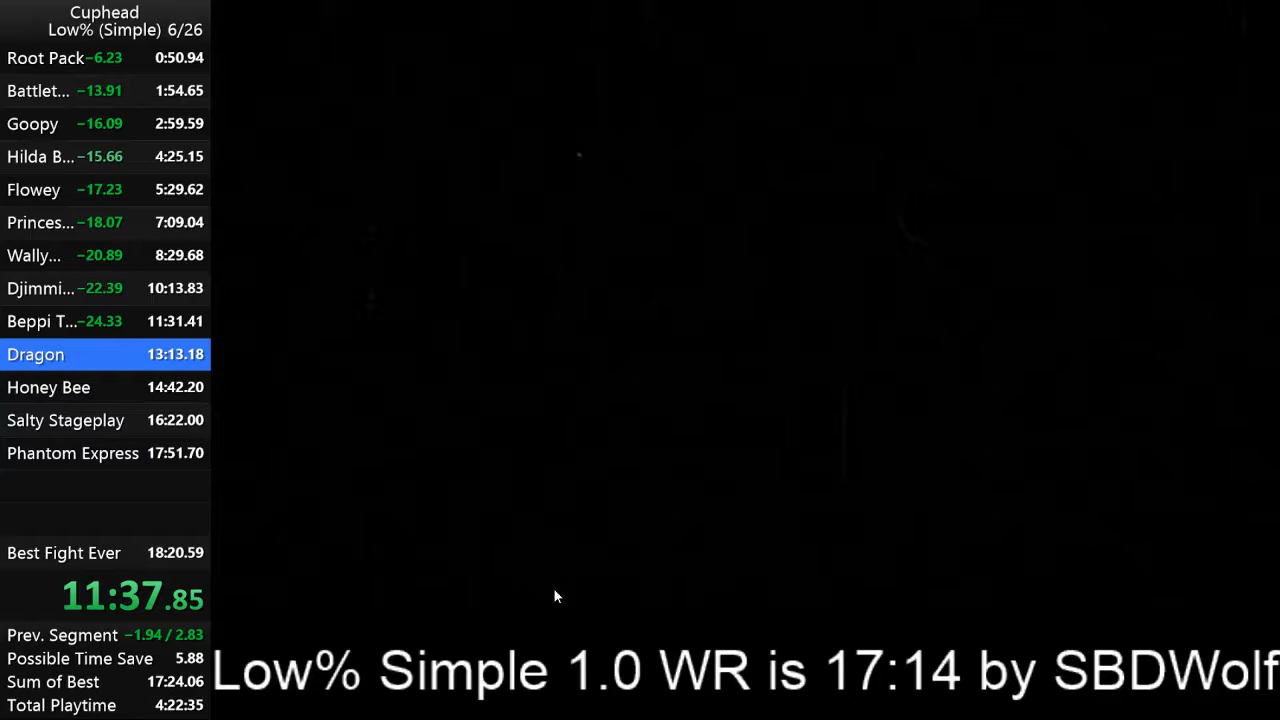 Cuphead
Low% (Simple) 6/26
Root Pack −6.23 0:50.94
Battlet... −13.91 1:54.65
Goopy −16.09 2:59.59
Hilda B... −15.66 4:25.15
Flowey −17.23 5:29.62
Princes... −18.07 7:09.04
Wally... −20.89 8:29.68
Djimmi... −22.39 10:13.83
Beppi T... −24.33 11:31.41
Dragon 13:13.18
Honey Bee 14:42.20
Salty Stageplay 16:22.00
Phantom Express 17:51.70
Best Fight Ever 18:20.59
11:37.85
Prev. Segment −1.94 / 2.83
Possible Time Save 5.88
Sum of Best 17:24.06
Total Playtime 4:22:35
Low% Simple 1.0 WR is 17:14 by SBDWolf